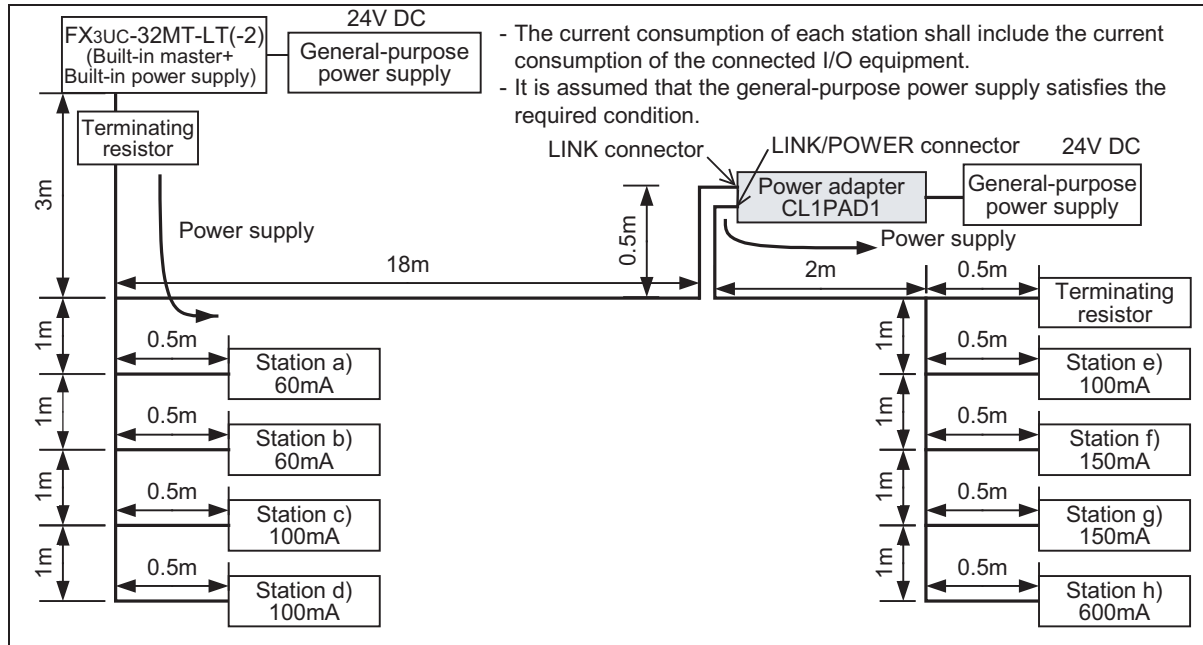 24V DC
FX3UC-32MT-LT(-2)
(Built-in master+
Built-in power supply)
General-purpose
power supply
- The current consumption of each station shall include the current
consumption of the connected I/O equipment.
- It is assumed that the general-purpose power supply satisfies the
required condition.
Terminating
resistor
3m
Power supply
LINK connector
LINK/POWER connector
24V DC
Power adapter
CL1PAD1
General-purpose
power supply
0.5m
Power supply
18m
2m
0.5m
Terminating
resistor
1m
0.5m
Station a)
60mA
1m
0.5m
Station b)
60mA
1m
0.5m
Station c)
100mA
1m
0.5m
Station d)
100mA
1m
Station e)
100mA
1m
0.5m
Station f)
150mA
1m
0.5m
Station g)
150mA
1m
0.5m
Station h)
600mA